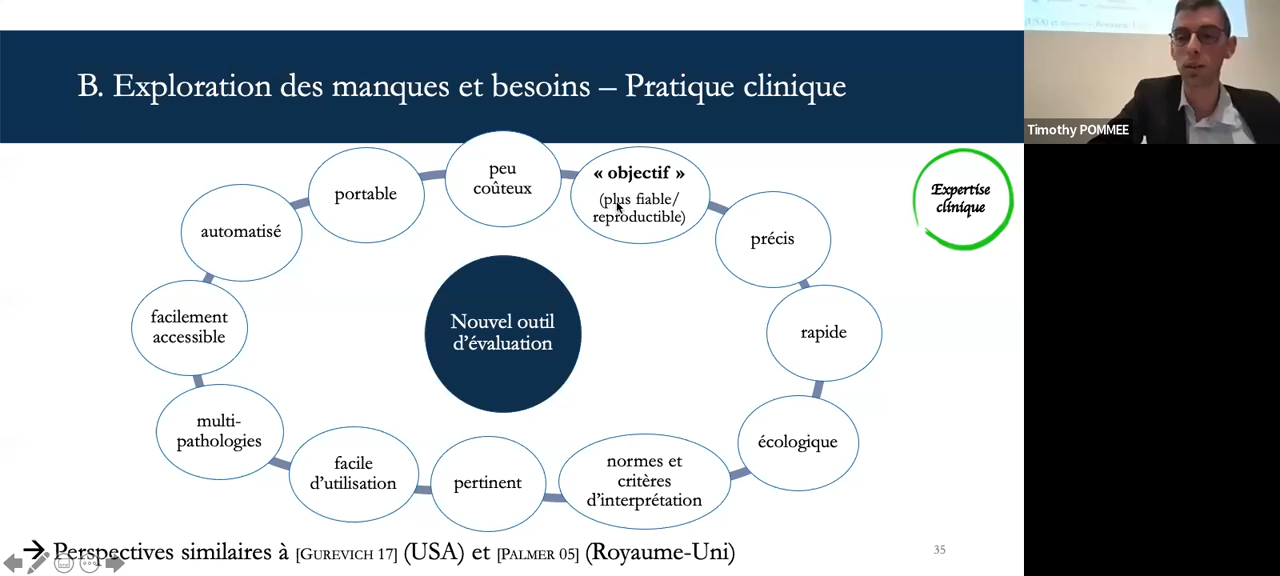 B. Exploration des manques et besoins – Pratique clinique
Timothy POMMEE
peu
coûteux
« objectif »
(plus fiable/
reproductible)
portable
Expertise
clinique
automatisé
précis
facilement
accessible
Nouvel outil
d'évaluation
rapide
multi-
pathologies
écologique
facile
d'utilisation
pertinent
normes et
critères
d'interprétation
→ Perspectives similaires à [GUREVICH 17] (USA) et [PALMER 05] (Royaume-Uni)
35